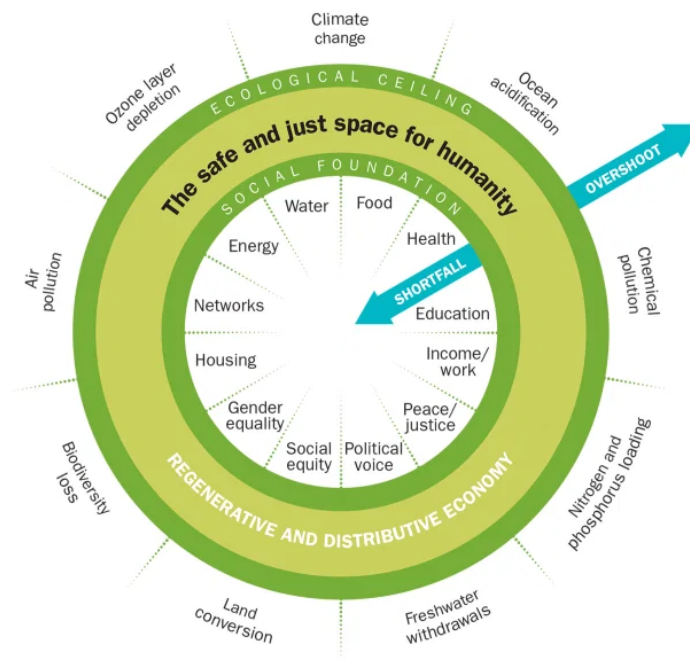 Climate
change
Ocean
acidification
Ozone layer
depletion
ECOLOGICAL CEILING
The safe and just space for humanity
OVERSHOOT
SOCIAL FOUNDATION
Water
Food
Energy
Health
SHORTFALL
Air
pollution
Chemical
pollution
Networks
Education
Housing
Income/
work
Gender
equality
Peace/
justice
Social
equity
Political
voice
Biodiversity
loss
Nitrogen and
phosphorus loading
REGENERATIVE AND DISTRIBUTIVE ECONOMY
Land
conversion
Freshwater
withdrawals